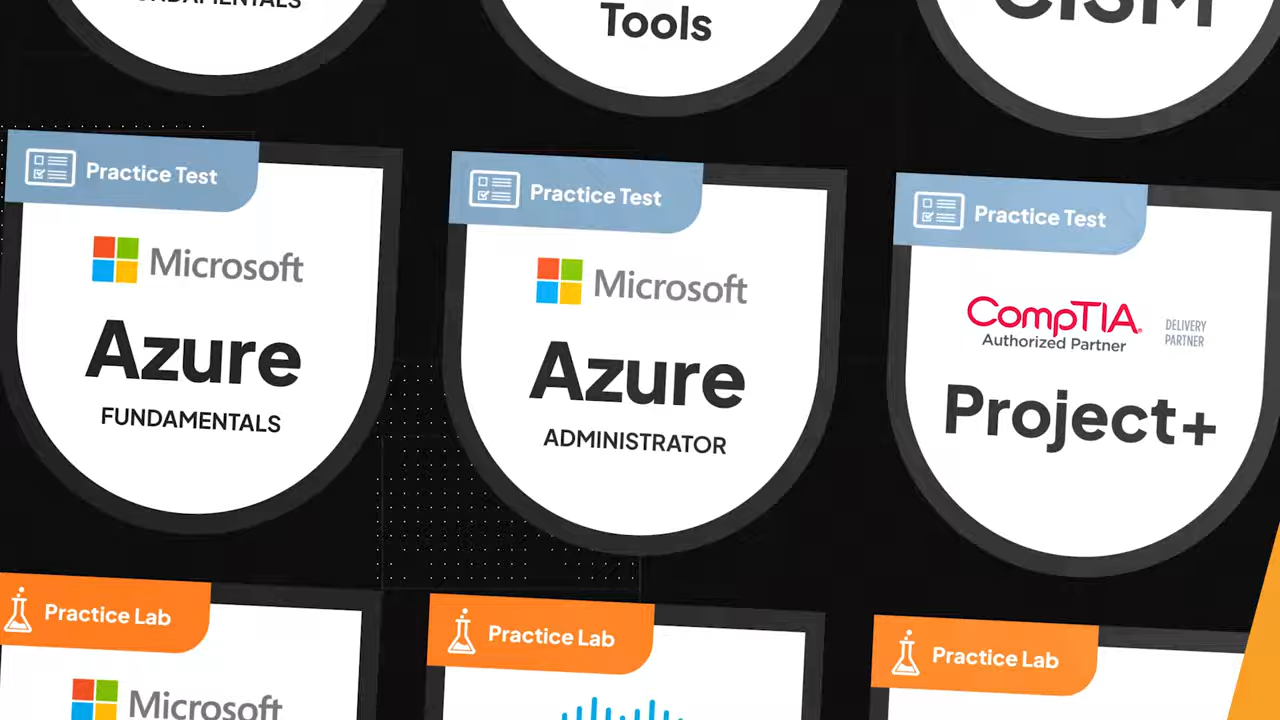 Tools
CISM
Practice Test
Microsoft
Azure
FUNDAMENTALS
Practice Test
Microsoft
Azure
ADMINISTRATOR
Practice Test
CompTIA
Authorized Partner
DELIVERY
PARTNER
Project+
Practice Lab
Microsoft
Practice Lab
Practice Lab